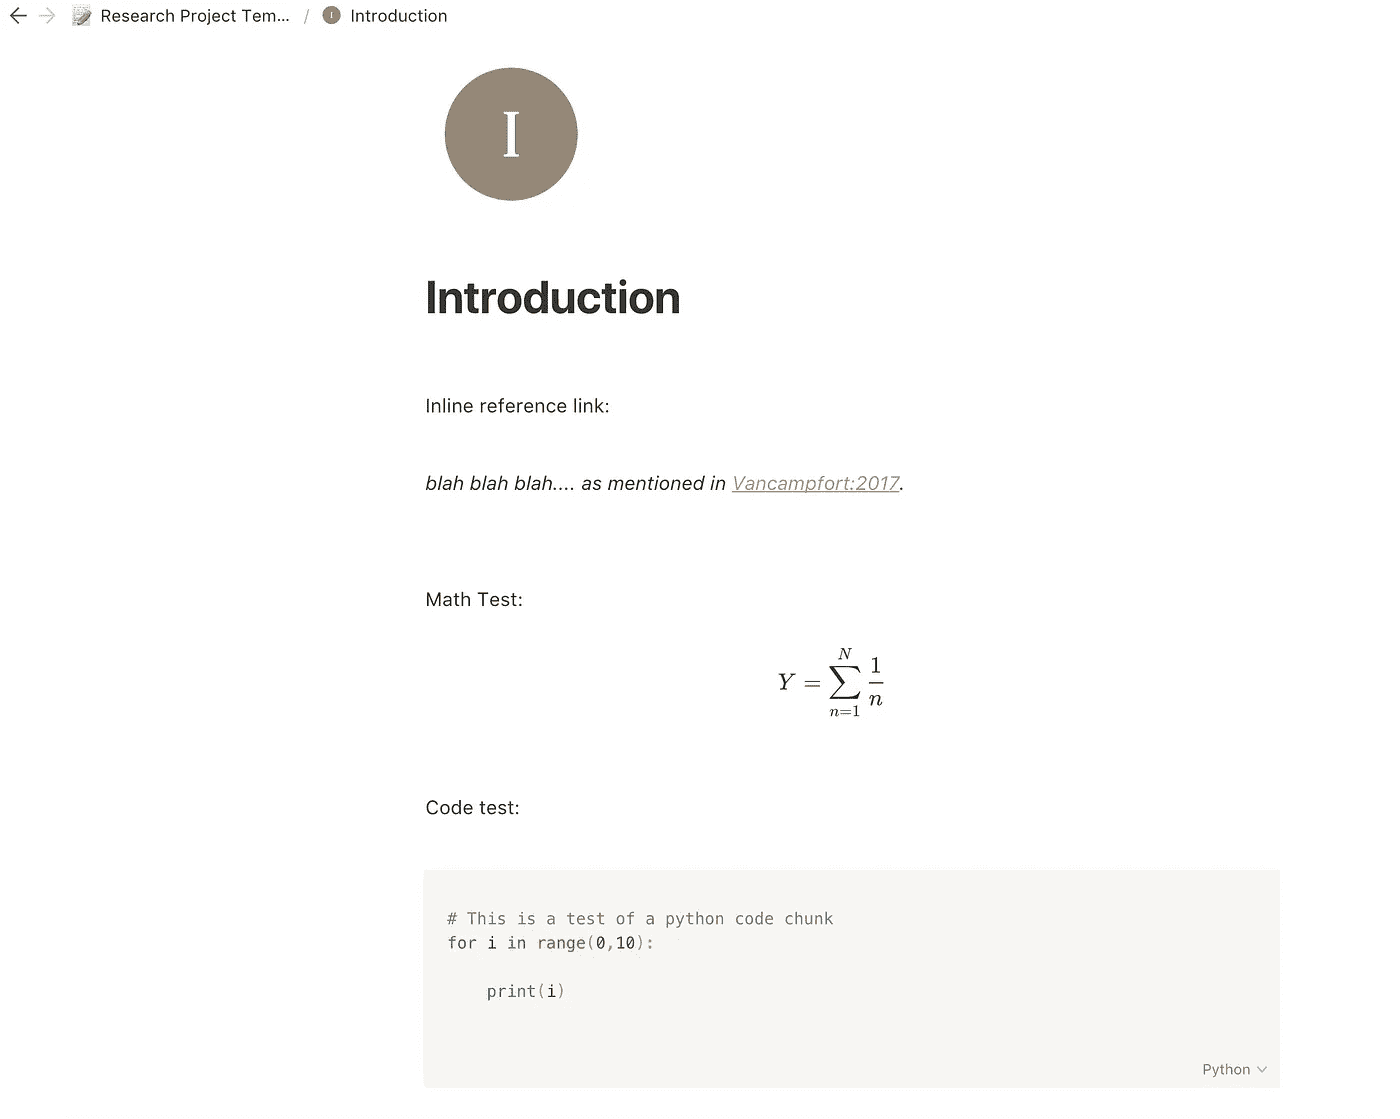 Research Project Tem... / I Introduction
I
Introduction
Inline reference link:
blah blah blah.... as mentioned in Vancampfort:2017.
Math Test:
Y = \sum_{n=1}^{N} \frac{1}{n}
Code test:
# This is a test of a python code chunk
for i in range(0,10):
    print(i)
Python